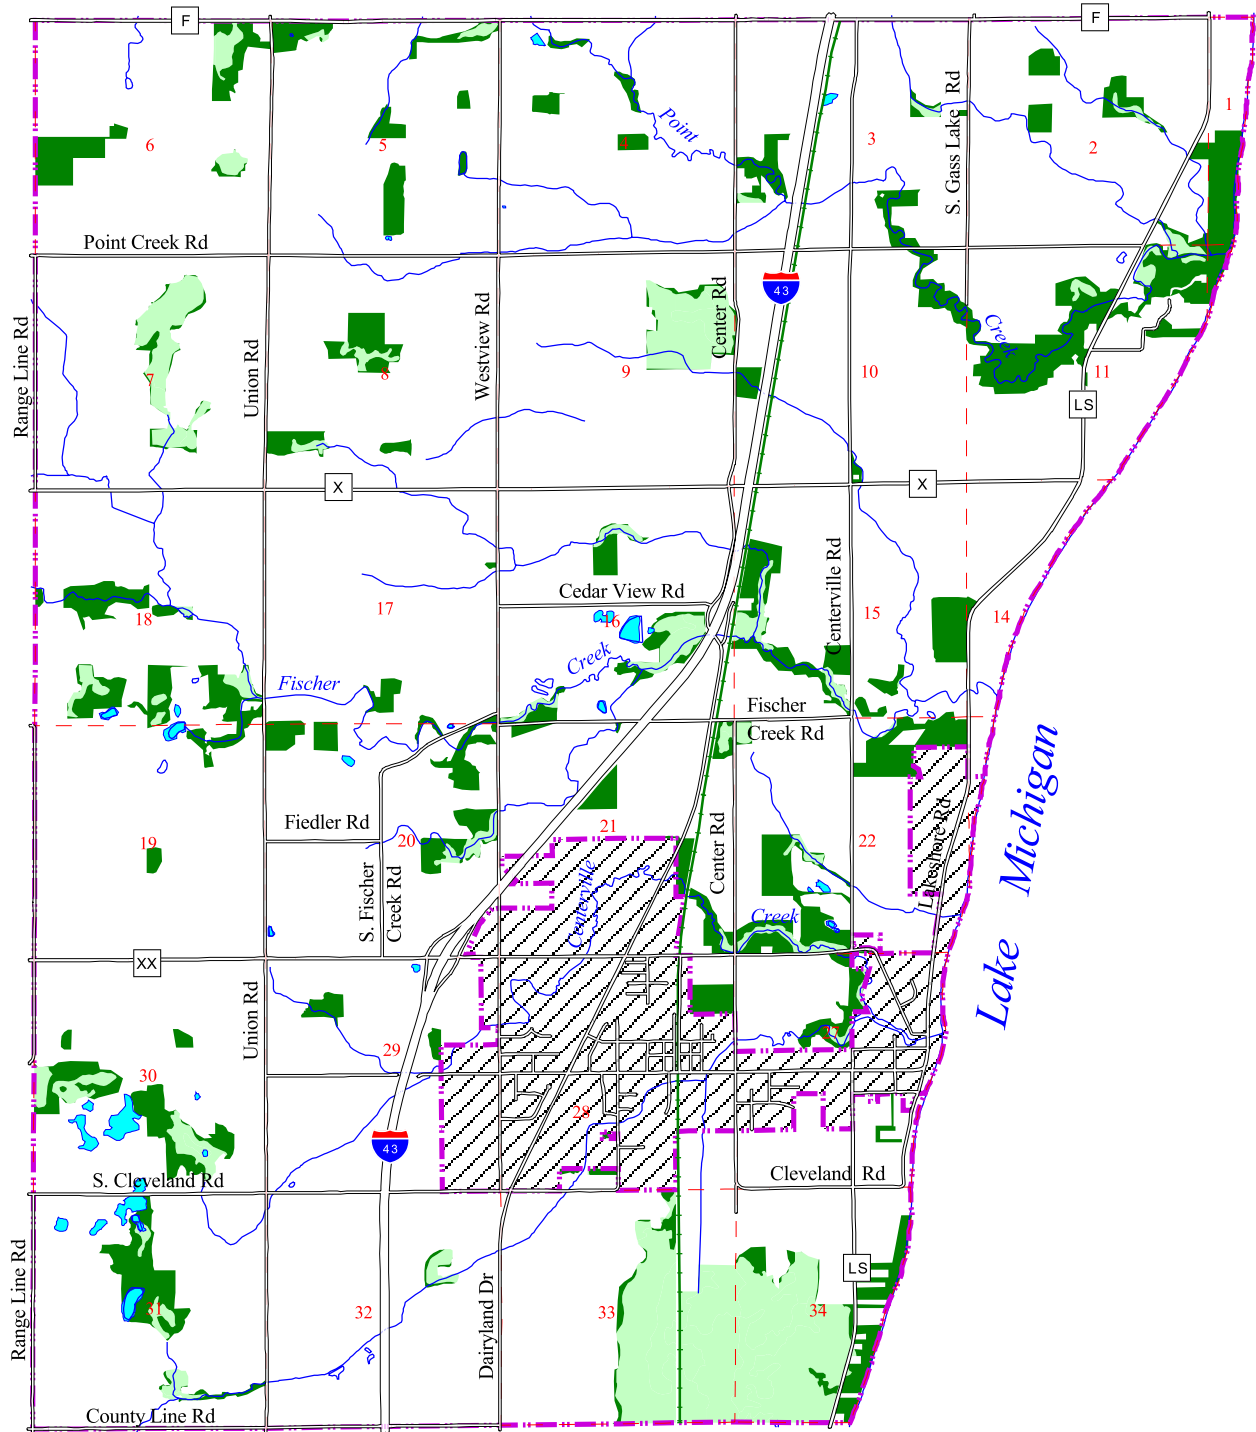 F
F
1
6
5
4
Point
3
2
S. Gass Lake Rd
Point Creek Rd
43
Center Rd
Westview Rd
Range Line Rd
Union Rd
Creek
7
8
9
10
11
LS
X
X
Cedar View Rd
Centerville Rd
18
17
16
15
14
Creek
Fischer
Fischer
Creek Rd
Lake Michigan
19
Fiedler Rd
20
21
22
Lakeshore Rd
Center Rd
S. Fischer
Creek Rd
Centerville
Creek
XX
Union Rd
29
27
30
28
43
S. Cleveland Rd
Cleveland Rd
LS
Range Line Rd
Dairyland Dr
31
32
33
34
County Line Rd